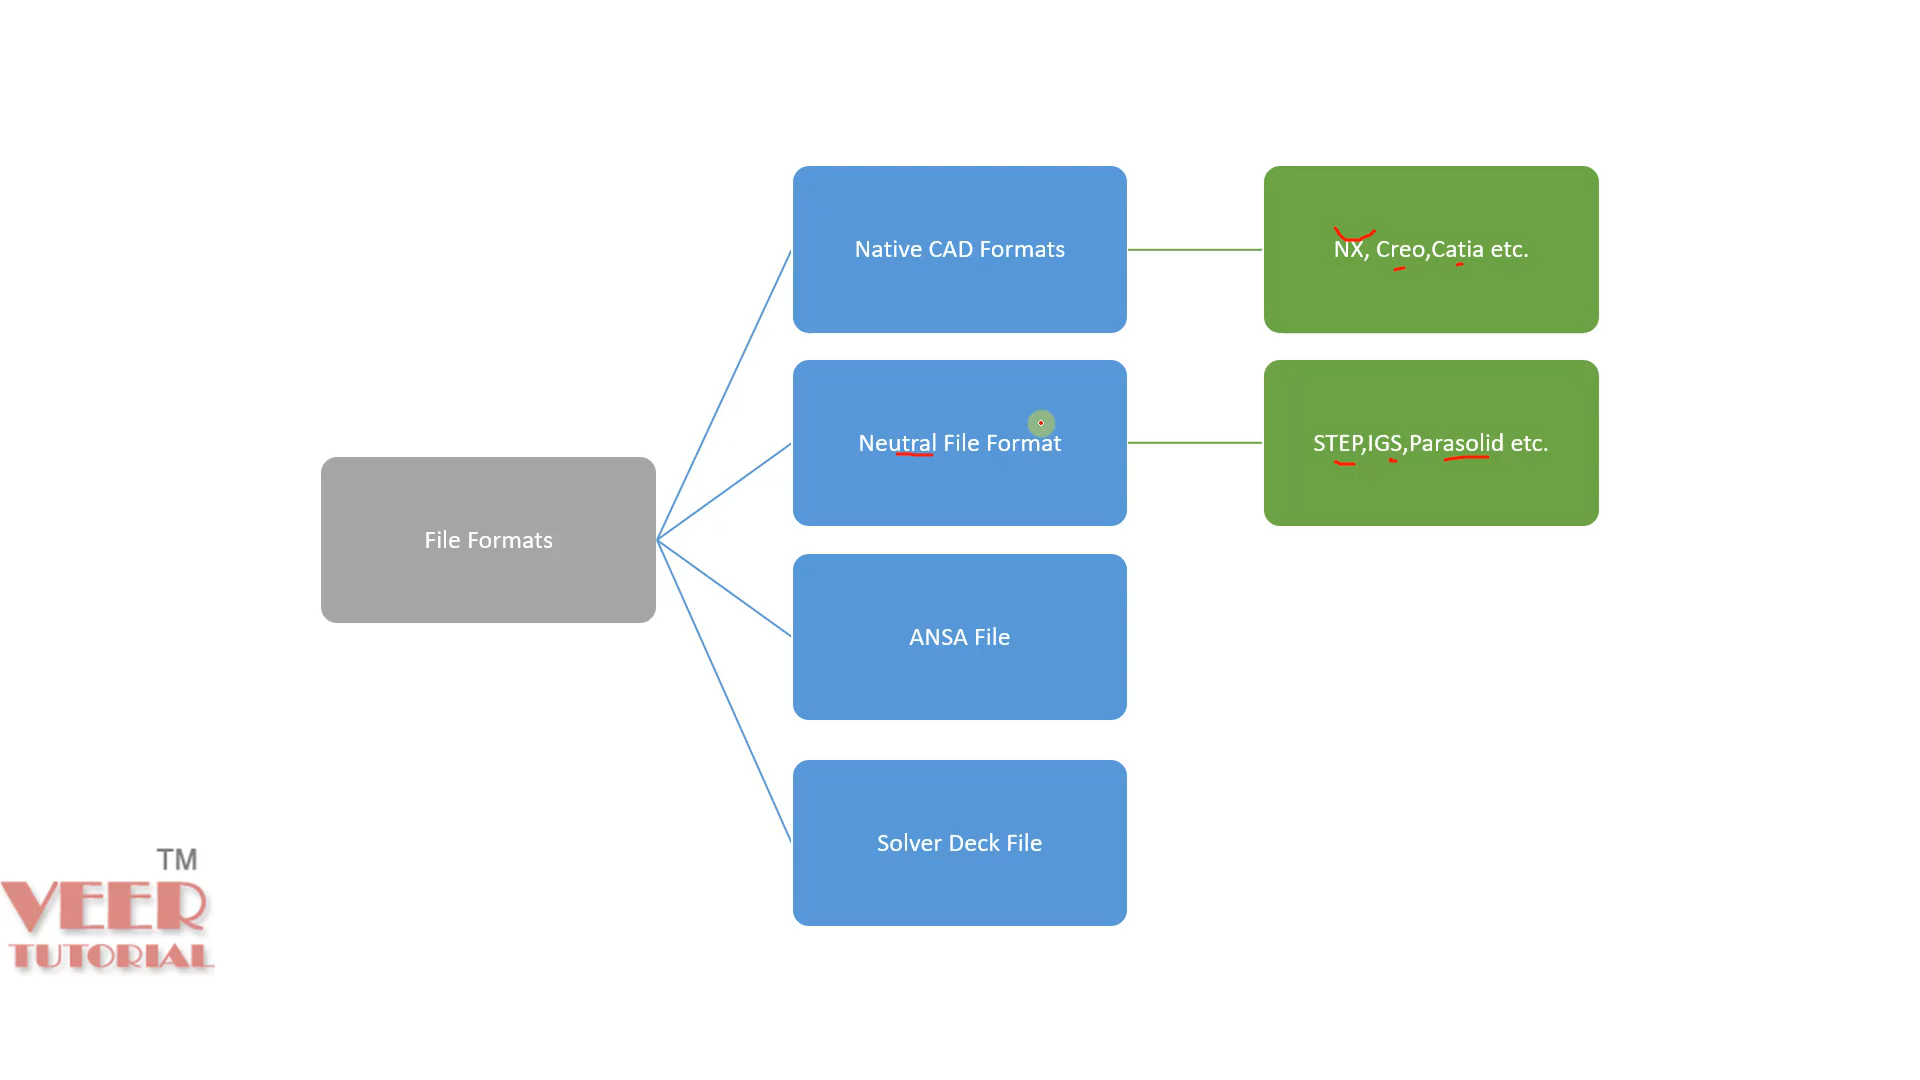 Native CAD Formats
NX, Creo,Catia etc.
Neutral File Format
STEP,IGS,Parasolid etc.
File Formats
ANSA File
Solver Deck File
TM
VEER
TUTORIAL